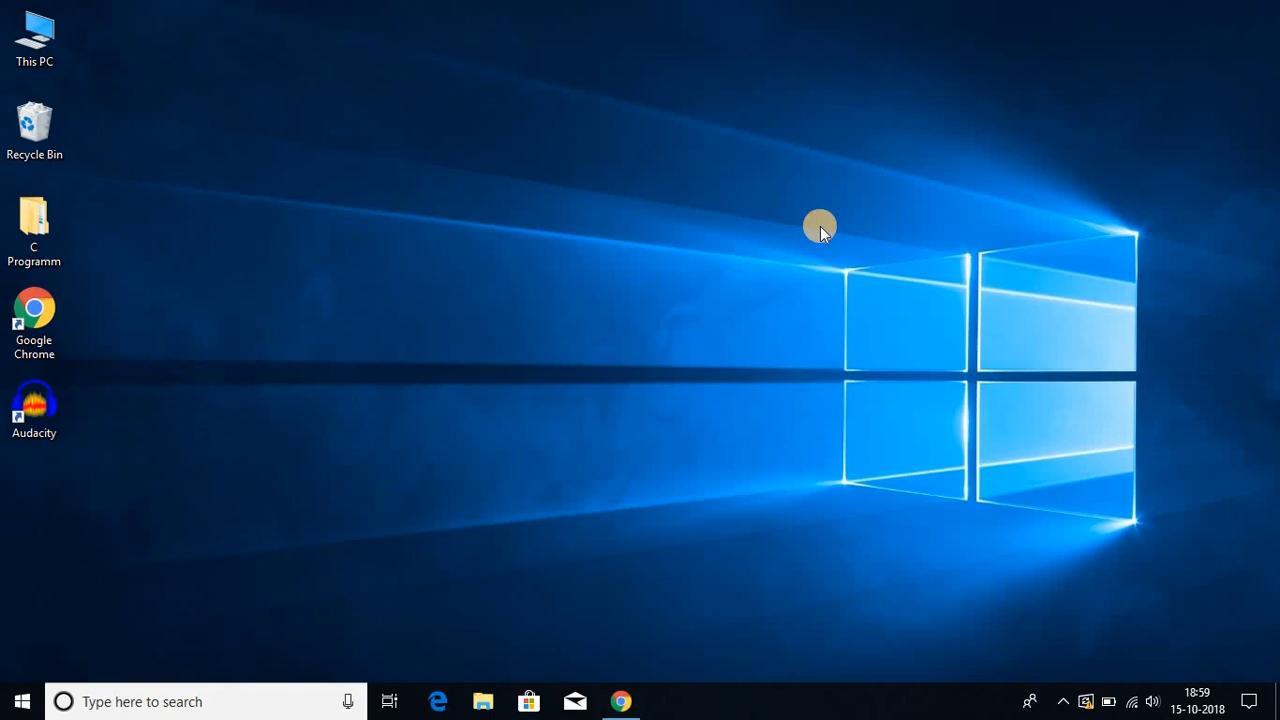 This PC
Recycle Bin
C
Programm
Google
Chrome
Audacity
Type here to search
18:59
15-10-2018